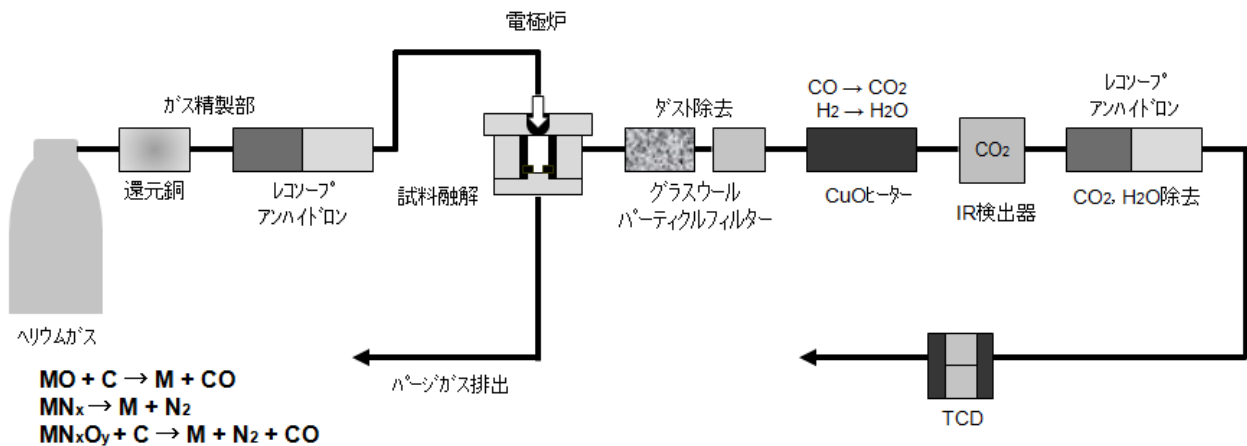 電極炉
ガス精製部
還元銅
レコソープ
アンハイドロン
試料融解
ダスト除去
グラスウール
パーティクルフィルター
CO → CO2
H2 → H2O
CuOヒーター
CO2
IR検出器
レコソープ
アンハイドロン
CO2, H2O除去
ヘリウムガス
パージガス排出
TCD
MO + C → M + CO
MNx → M + N2
MNxOy + C → M + N2 + CO